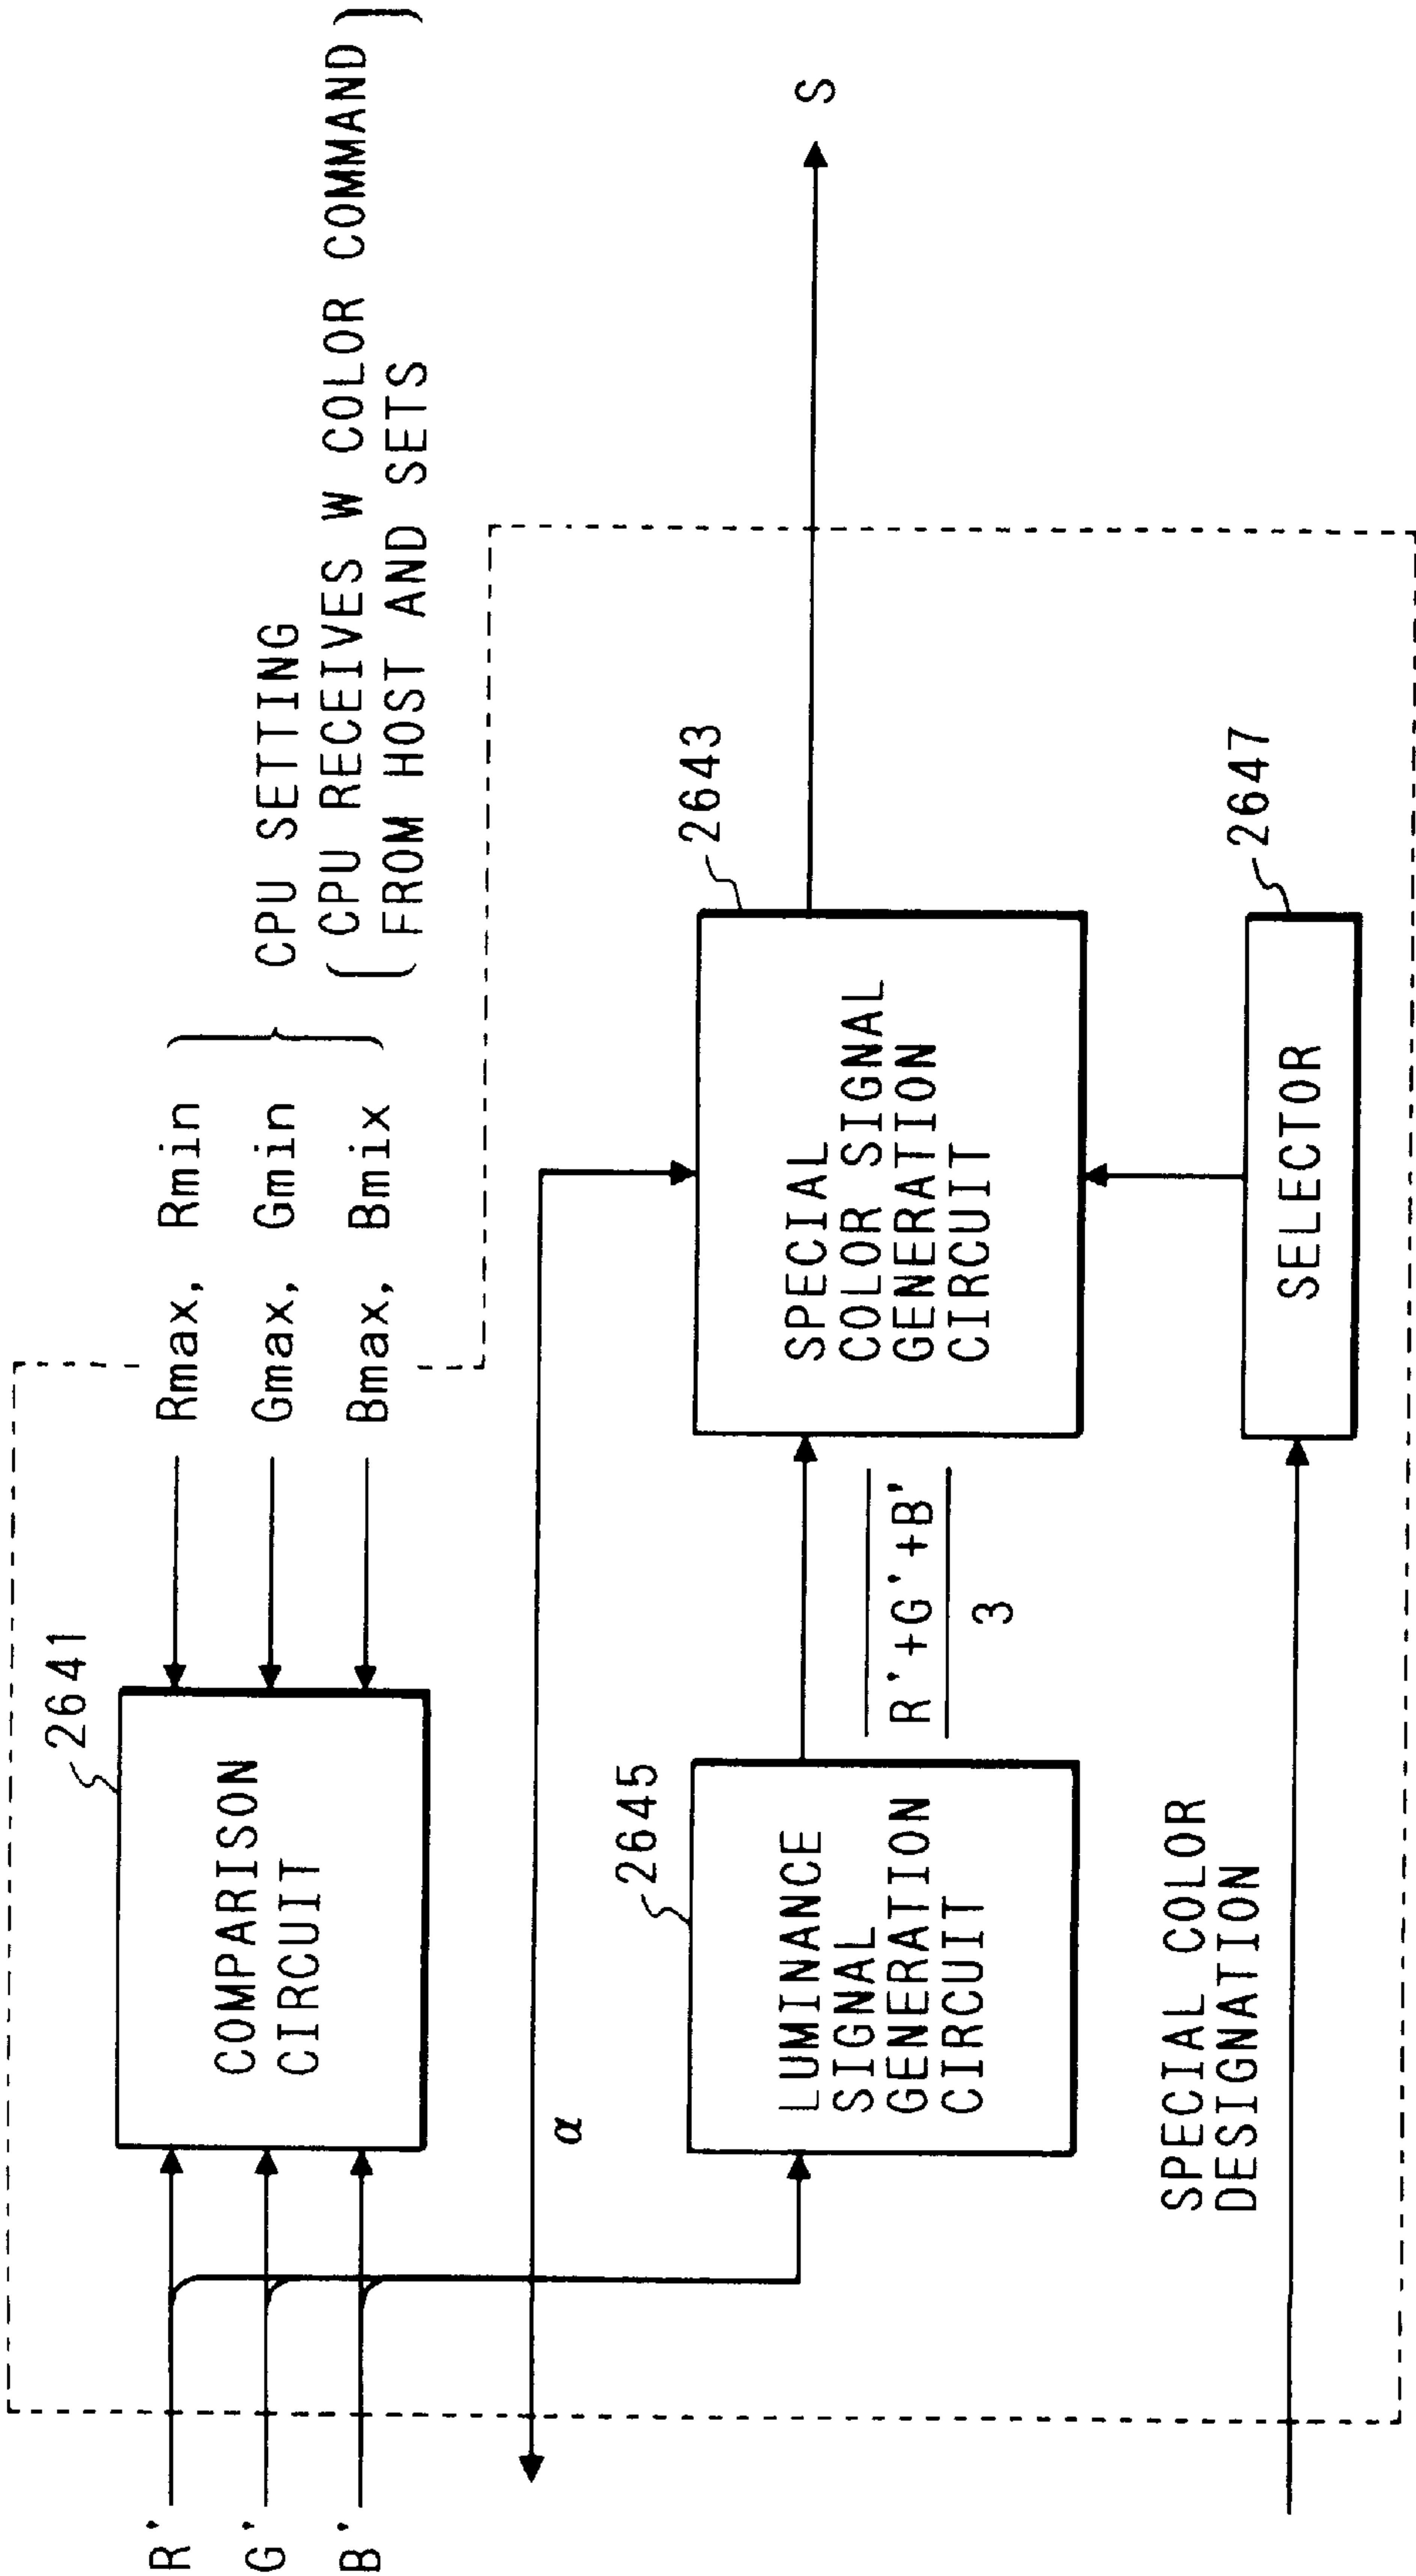 R'
G'
B'
2641
COMPARISON
CIRCUIT
Rmax, Rmin
Gmax, Gmin
Bmax, Bmix
CPU SETTING
(CPU RECEIVES W COLOR COMMAND
FROM HOST AND SETS)
α
2645
LUMINANCE
SIGNAL
GENERATION
CIRCUIT
R'+G'+B'
3
2643
SPECIAL
COLOR SIGNAL
GENERATION
CIRCUIT
S
SPECIAL COLOR
DESIGNATION
2647
SELECTOR